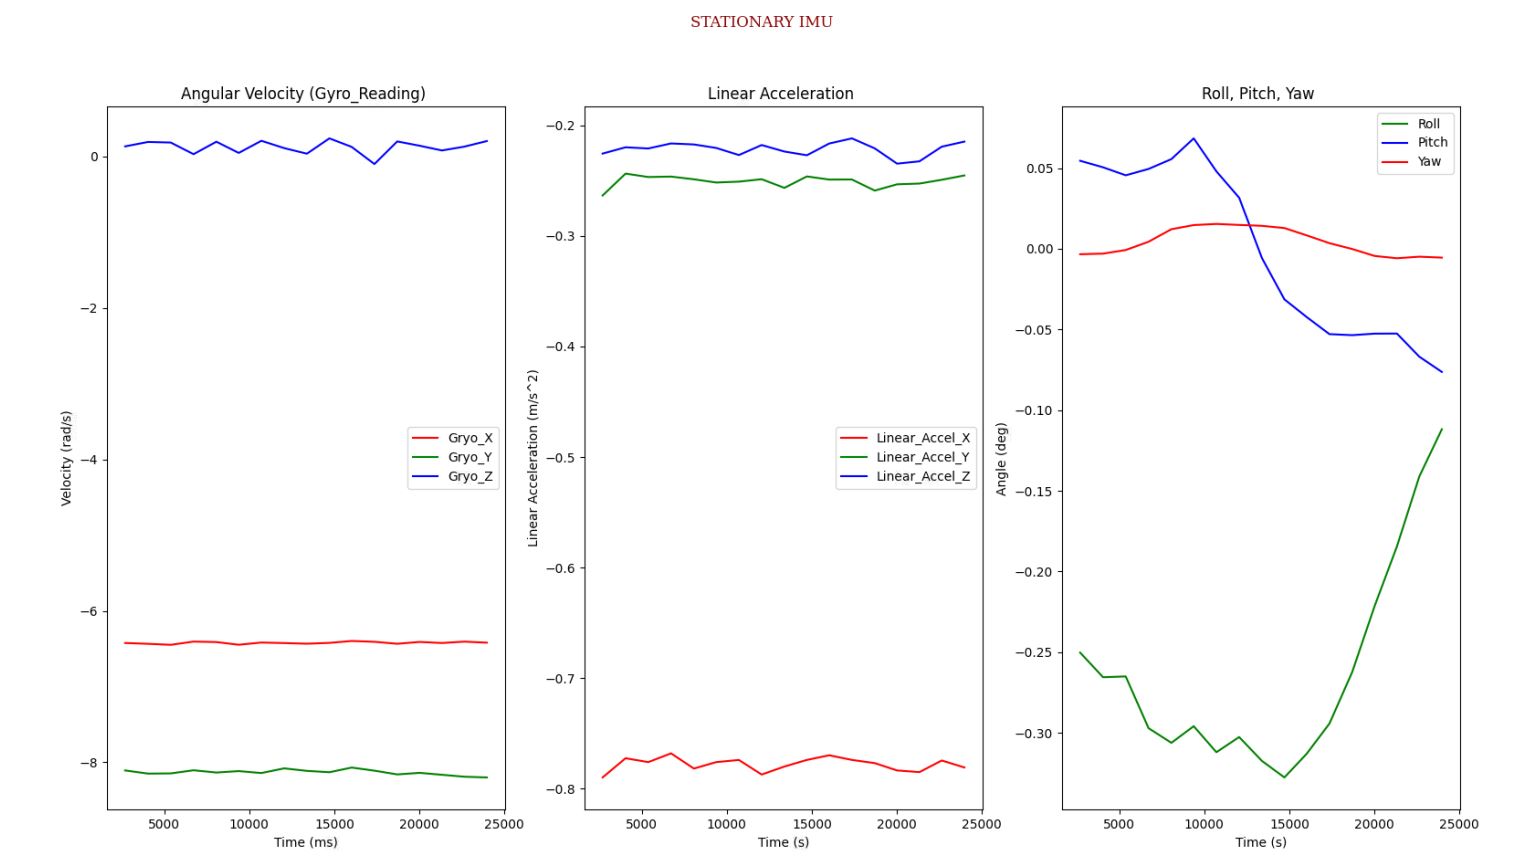 STATIONARY IMU
Angular Velocity (Gyro_Reading)
Velocity (rad/s)
0
−2
−4
−6
−8
Gryo_X
Gryo_Y
Gryo_Z
5000 10000 15000 20000 25000
Time (ms)
Linear Acceleration
Linear Acceleration (m/s^2)
−0.2
−0.3
−0.4
−0.5
−0.6
−0.7
−0.8
Linear_Accel_X
Linear_Accel_Y
Linear_Accel_Z
5000 10000 15000 20000 25000
Time (s)
Roll, Pitch, Yaw
Angle (deg)
0.05
0.00
−0.05
−0.10
−0.15
−0.20
−0.25
−0.30
Roll
Pitch
Yaw
5000 10000 15000 20000 25000
Time (s)